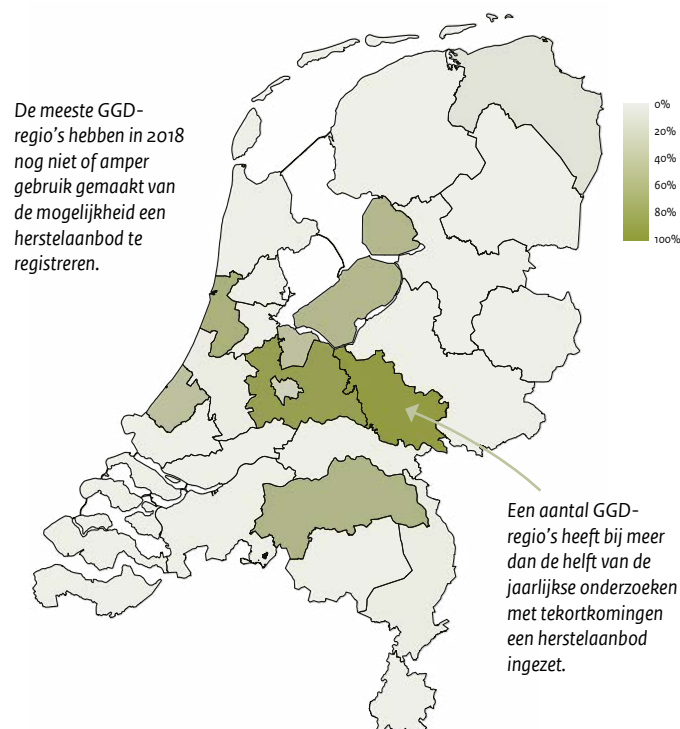 De meeste GGD-
regio's hebben in 2018
nog niet of amper
gebruik gemaakt van
de mogelijkheid een
herstelaanbod te
registreren.
0%
20%
40%
60%
80%
100%
Een aantal GGD-
regio's heeft bij meer
dan de helft van de
jaarlijkse onderzoeken
met tekortkomingen
een herstelaanbod
ingezet.